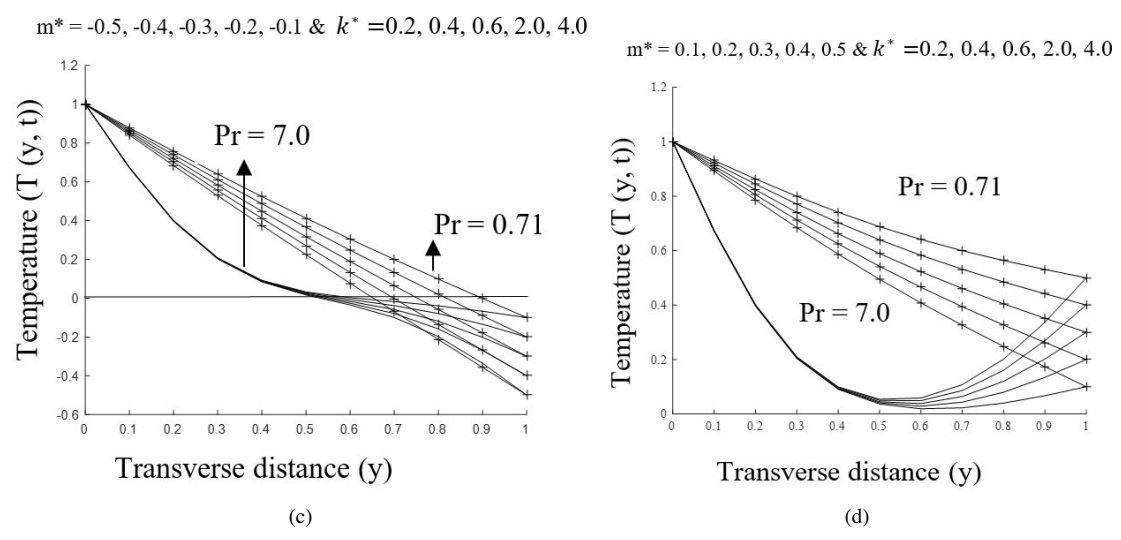 m* = -0.5, -0.4, -0.3, -0.2, -0.1 & k* =0.2, 0.4, 0.6, 2.0, 4.0
1.2
1
0.8
0.6
0.4
0.2
0
-0.2
-0.4
-0.6
Temperature (T (y, t))
Pr = 7.0
Pr = 0.71
0 0.1 0.2 0.3 0.4 0.5 0.6 0.7 0.8 0.9 1
Transverse distance (y)
(c)
m* = 0.1, 0.2, 0.3, 0.4, 0.5 & k* =0.2, 0.4, 0.6, 2.0, 4.0
1.2
1
0.8
0.6
0.4
0.2
0
Temperature (T (y, t))
Pr = 0.71
Pr = 7.0
0 0.1 0.2 0.3 0.4 0.5 0.6 0.7 0.8 0.9 1
Transverse distance (y)
(d)